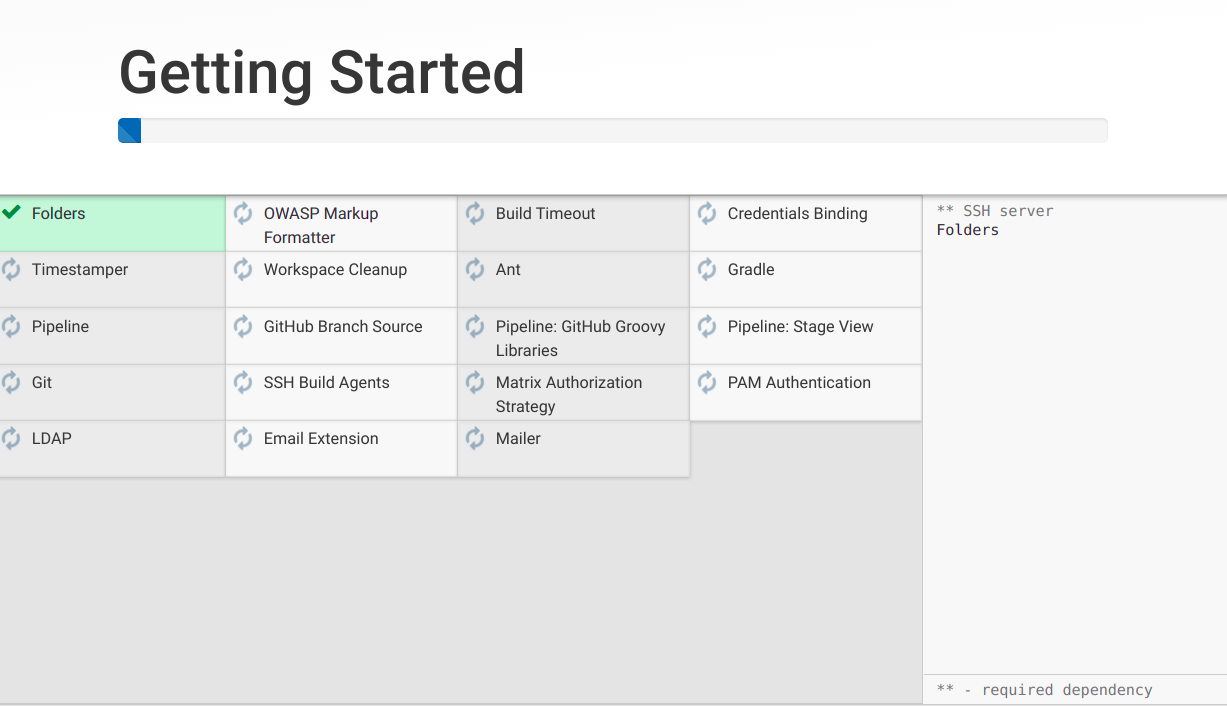 Getting Started
Folders
OWASP Markup
Formatter
Build Timeout
Credentials Binding
** SSH server
Folders
Timestamper
Workspace Cleanup
Ant
Gradle
Pipeline
GitHub Branch Source
Pipeline: GitHub Groovy
Libraries
Pipeline: Stage View
Git
SSH Build Agents
Matrix Authorization
Strategy
PAM Authentication
LDAP
Email Extension
Mailer
** - required dependency